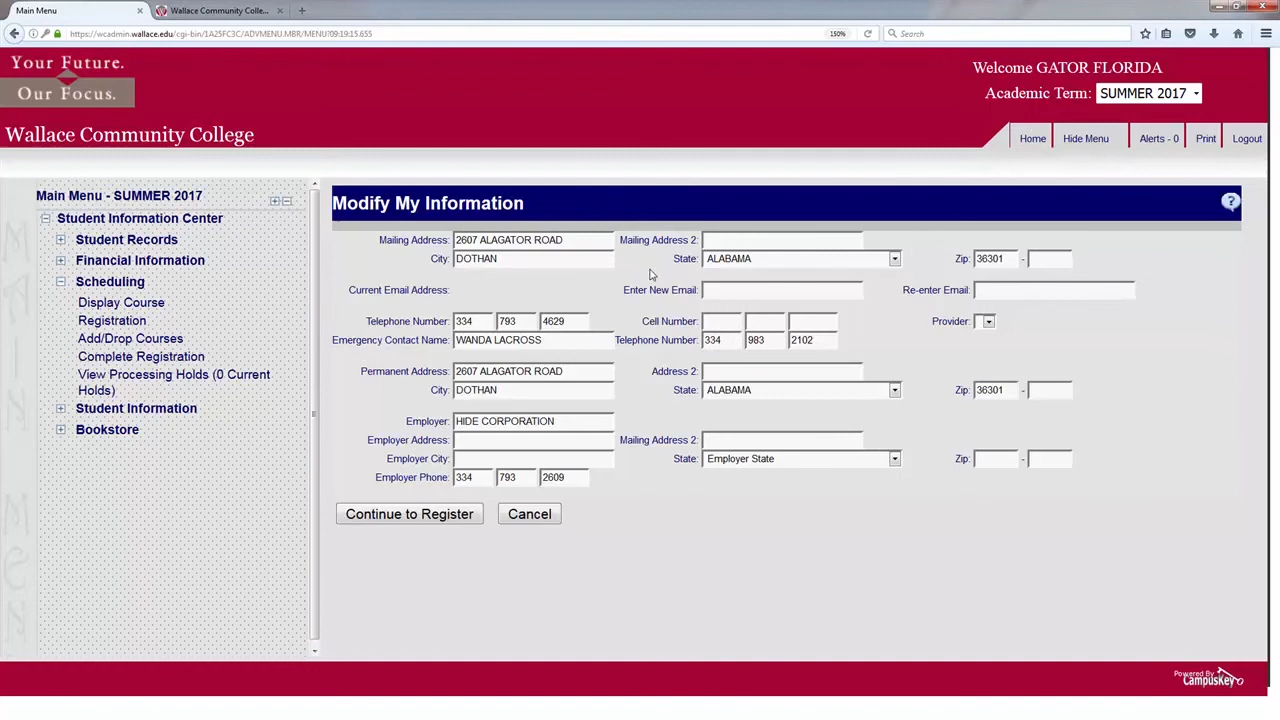 Main Menu
Wallace Community Colle...
https://wcadmin.wallace.edu/cgi-bin/1A25FC3C/ADVMENU.MBR/MENU?09:19:15.655
150%
Search
Your Future.
Our Focus.
Welcome GATOR FLORIDA
Academic Term: SUMMER 2017
Wallace Community College
Home
Hide Menu
Alerts - 0
Print
Logout
MAIN MEN
Main Menu - SUMMER 2017
Student Information Center
Student Records
Financial Information
Scheduling
Display Course
Registration
Add/Drop Courses
Complete Registration
View Processing Holds (0 Current
Holds)
Student Information
Bookstore
Modify My Information
?
Mailing Address: 2607 ALAGATOR ROAD Mailing Address 2:
City: DOTHAN State: ALABAMA Zip: 36301 -
Current Email Address: Enter New Email: Re-enter Email:
Telephone Number: 334 793 4629 Cell Number: Provider:
Emergency Contact Name: WANDA LACROSS Telephone Number: 334 983 2102
Permanent Address: 2607 ALAGATOR ROAD Address 2:
City: DOTHAN State: ALABAMA Zip: 36301 -
Employer: HIDE CORPORATION
Employer Address: Mailing Address 2:
Employer City: State: Employer State Zip: -
Employer Phone: 334 793 2609
Continue to Register
Cancel
Powered By
CampusKey